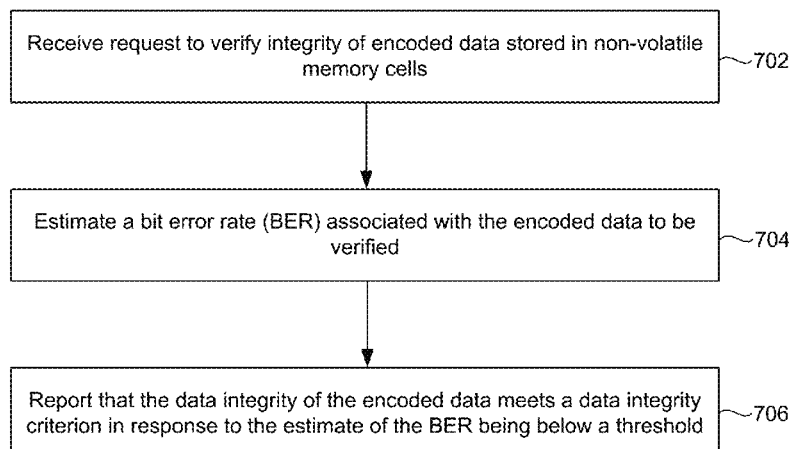 Receive request to verify integrity of encoded data stored in non-volatile
memory cells
702
Estimate a bit error rate (BER) associated with the encoded data to be
verified
704
Report that the data integrity of the encoded data meets a data integrity
criterion in response to the estimate of the BER being below a threshold
706